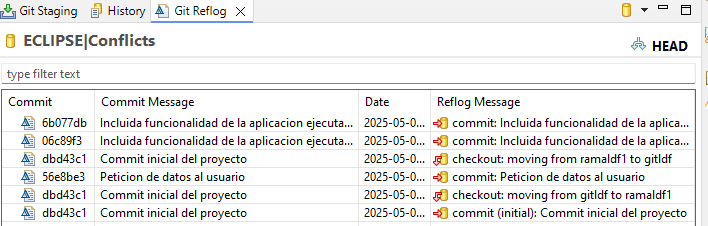 Git Staging History Git Reflog
ECLIPSE|Conflicts
HEAD
type filter text
Commit Commit Message Date Reflog Message
6b077db Incluida funcionalidad de la aplicacion ejecuta... 2025-05-0... commit: Incluida funcionalidad de la aplica...
06c89f3 Incluida funcionalidad de la aplicacion ejecuta... 2025-05-0... commit: Incluida funcionalidad de la aplica...
dbd43c1 Commit inicial del proyecto 2025-05-0... checkout: moving from ramaldf1 to gitldf
56e8be3 Peticion de datos al usuario 2025-05-0... commit: Peticion de datos al usuario
dbd43c1 Commit inicial del proyecto 2025-05-0... checkout: moving from gitldf to ramaldf1
dbd43c1 Commit inicial del proyecto 2025-05-0... commit (initial): Commit inicial del proyecto